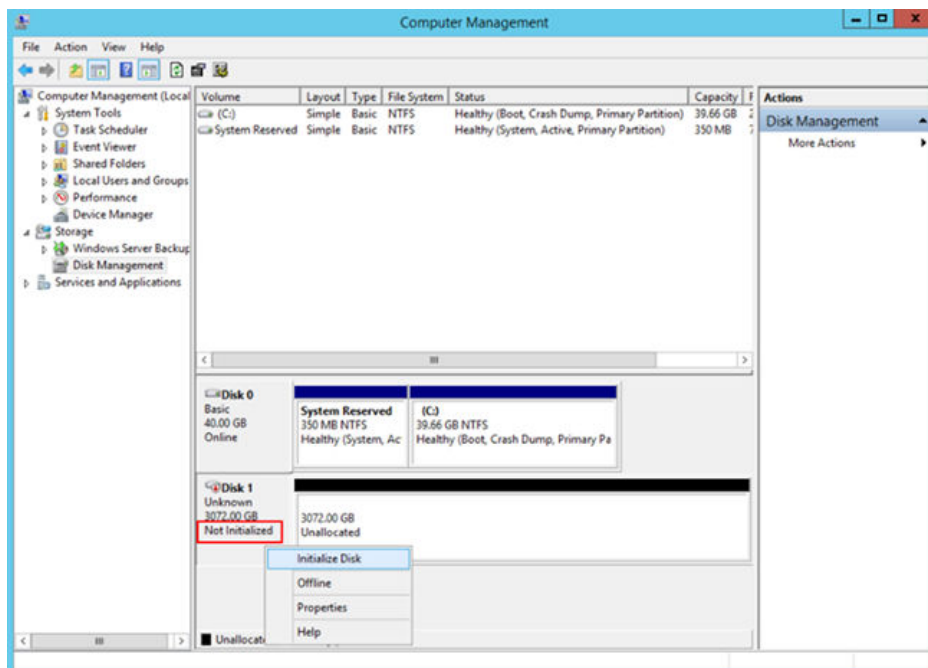 Computer Management
File Action View Help
Computer Management (Local
System Tools
Task Scheduler
Event Viewer
Shared Folders
Local Users and Groups
Performance
Device Manager
Storage
Windows Server Backup
Disk Management
Services and Applications
Volume Layout Type File System Status Capacity F
(C:) Simple Basic NTFS Healthy (Boot, Crash Dump, Primary Partition) 39.66 GB
System Reserved Simple Basic NTFS Healthy (System, Active, Primary Partition) 350 MB
Actions
Disk Management
More Actions
Disk 0
Basic
40.00 GB
Online
System Reserved
350 MB NTFS
Healthy (System, Ac
(C:)
39.66 GB NTFS
Healthy (Boot, Crash Dump, Primary Pa
Disk 1
Unknown
3072.00 GB
Not Initialized
3072.00 GB
Unallocated
Initialize Disk
Offline
Properties
Help
Unallocat